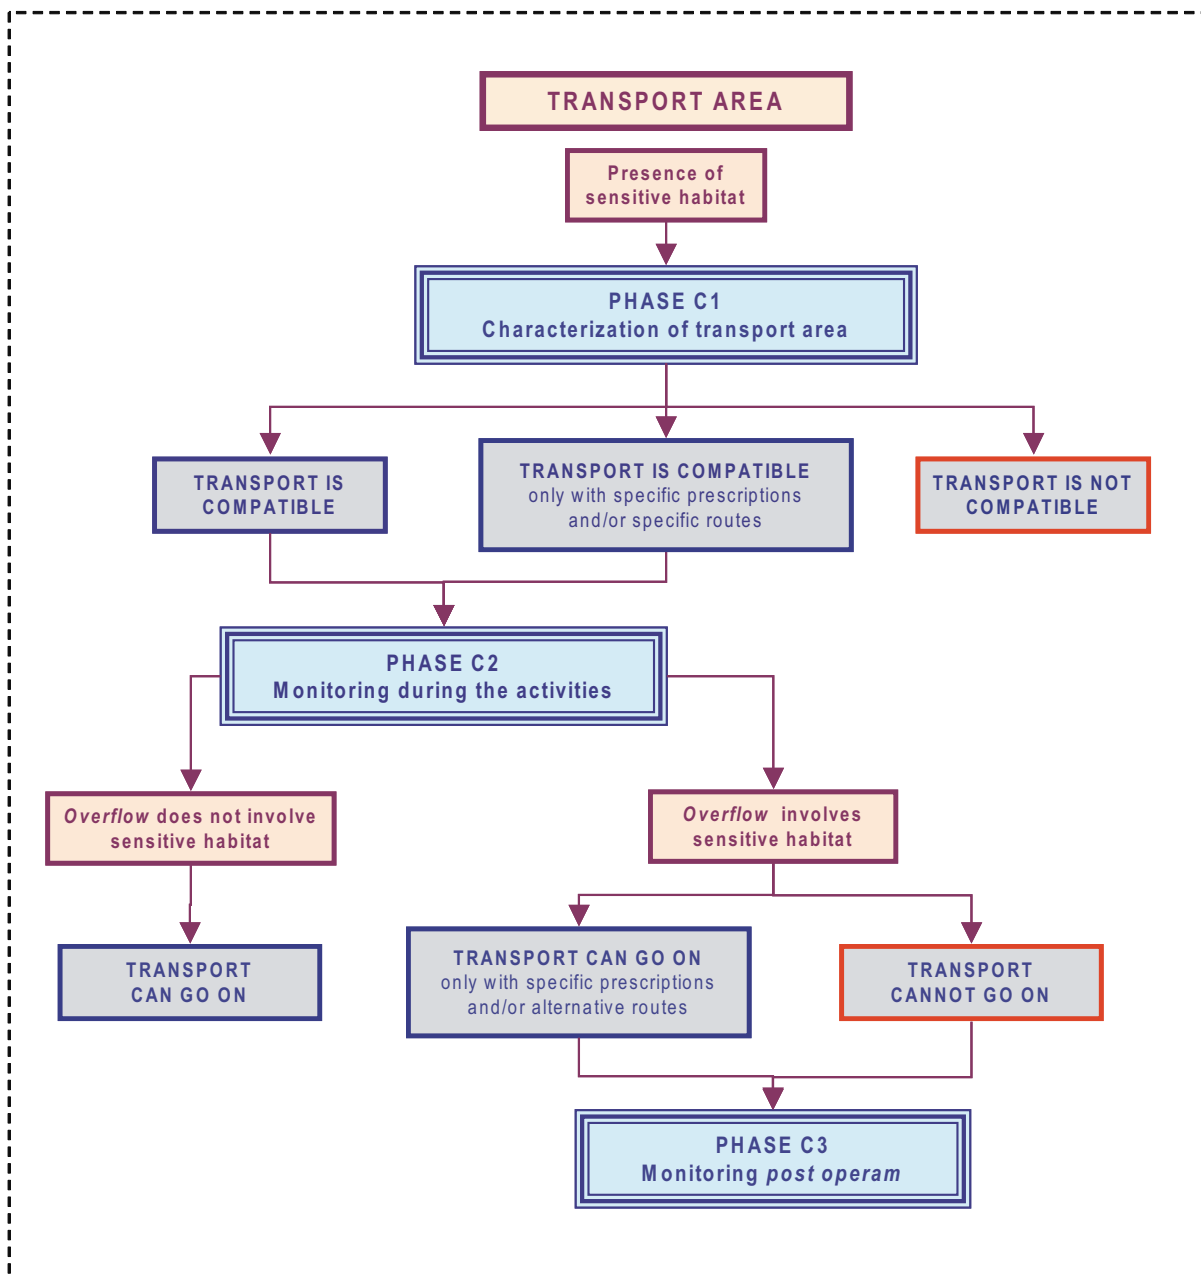 TRANSPORT AREA
Presence of
sensitive habitat
PHASE C1
Characterization of transport area
TRANSPORT IS
COMPATIBLE
TRANSPORT IS COMPATIBLE
only with specific prescriptions
and/or specific routes
TRANSPORT IS NOT
COMPATIBLE
PHASE C2
Monitoring during the activities
Overflow does not involve
sensitive habitat
Overflow involves
sensitive habitat
TRANSPORT
CAN GO ON
TRANSPORT CAN GO ON
only with specific prescriptions
and/or alternative routes
TRANSPORT
CANNOT GO ON
PHASE C3
Monitoring post operam